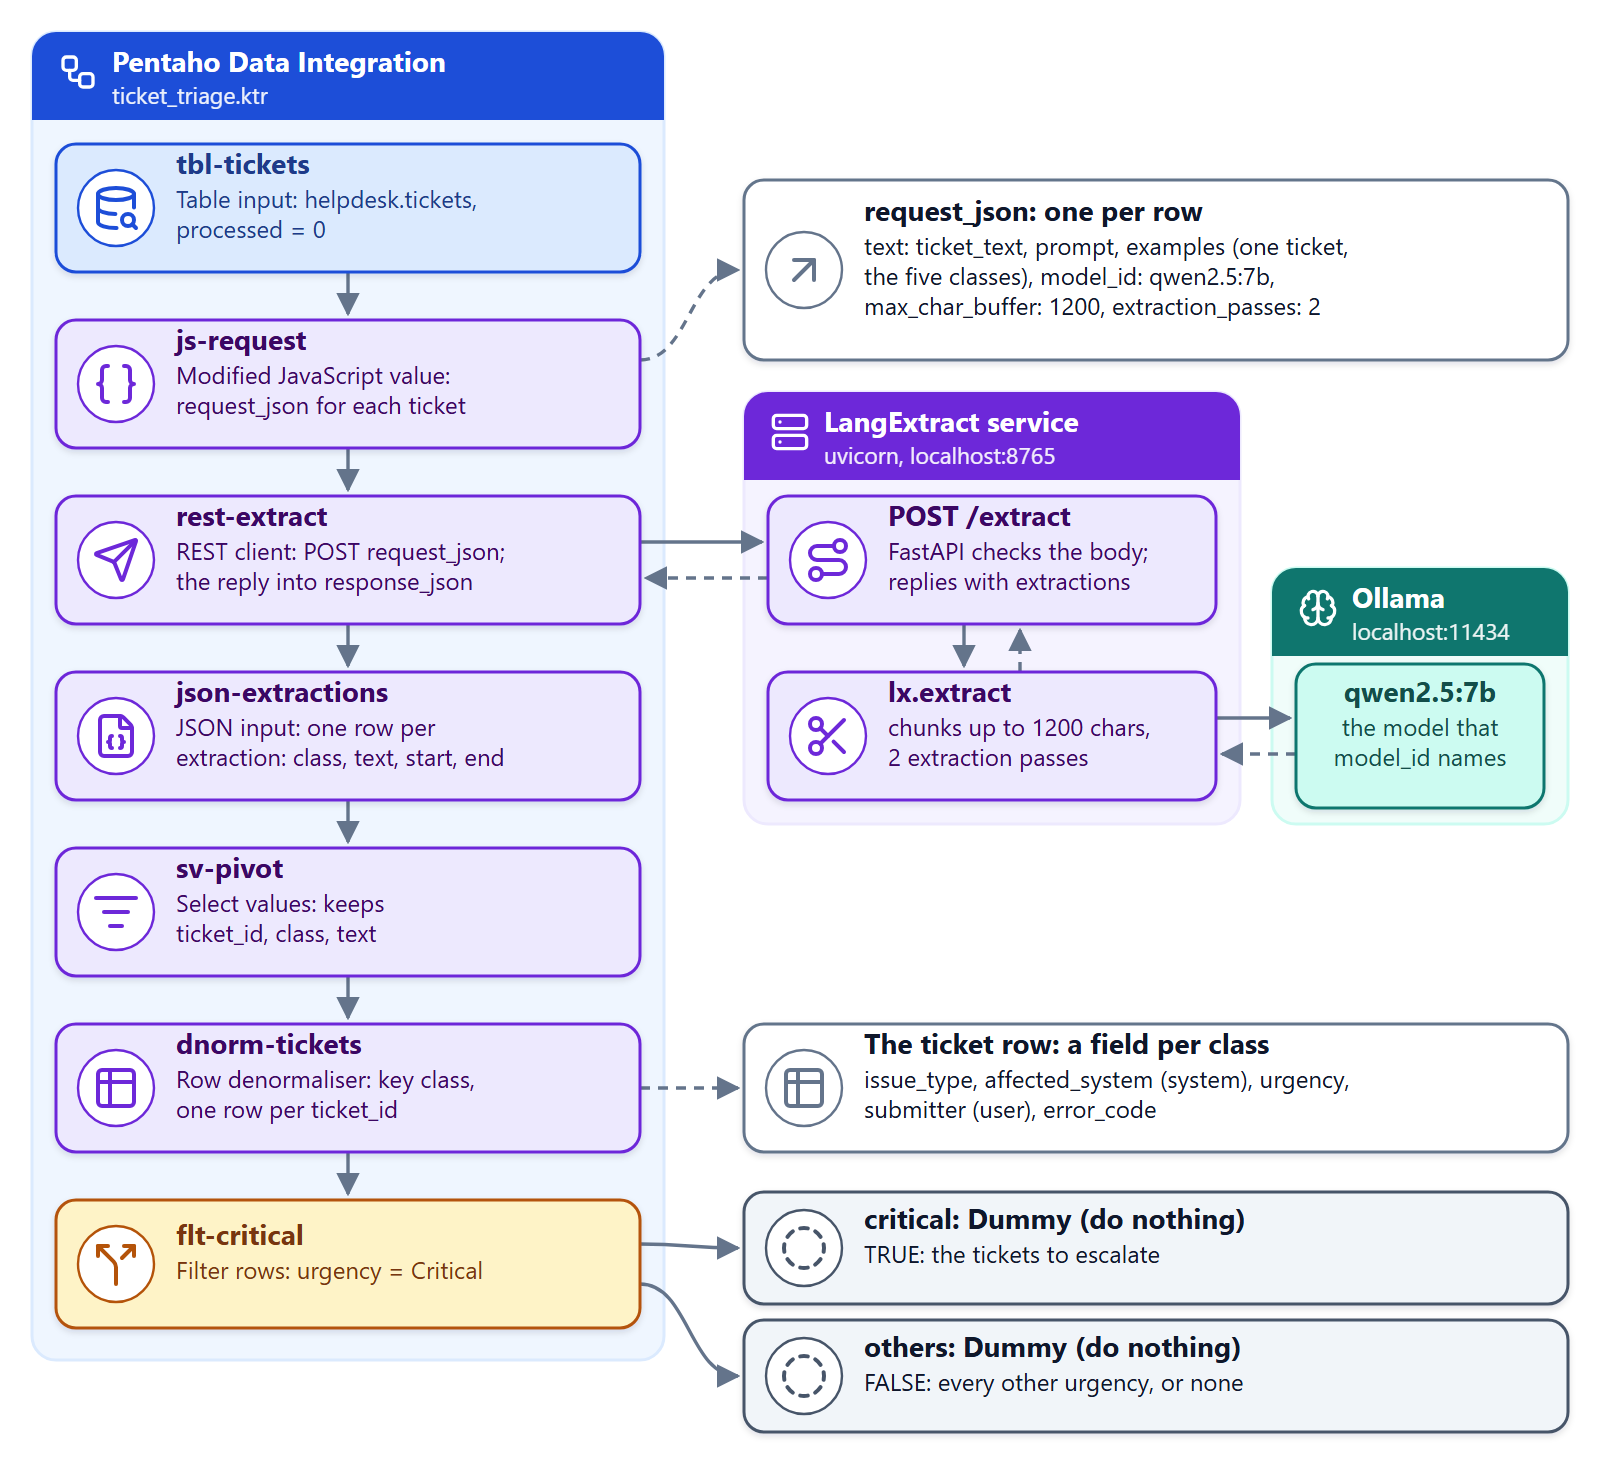 Pentaho Data Integration
ticket_triage.ktr
tbl-tickets
Table input: helpdesk.tickets,
processed = 0
js-request
Modified JavaScript value:
request_json for each ticket
rest-extract
REST client: POST request_json;
the reply into response_json
json-extractions
JSON input: one row per
extraction: class, text, start, end
sv-pivot
Select values: keeps
ticket_id, class, text
dnorm-tickets
Row denormaliser: key class,
one row per ticket_id
flt-critical
Filter rows: urgency = Critical
request_json: one per row
text: ticket_text, prompt, examples (one ticket,
the five classes), model_id: qwen2.5:7b,
max_char_buffer: 1200, extraction_passes: 2
LangExtract service
uvicorn, localhost:8765
POST /extract
FastAPI checks the body;
replies with extractions
lx.extract
chunks up to 1200 chars,
2 extraction passes
Ollama
localhost:11434
qwen2.5:7b
the model that
model_id names
The ticket row: a field per class
issue_type, affected_system (system), urgency,
submitter (user), error_code
critical: Dummy (do nothing)
TRUE: the tickets to escalate
others: Dummy (do nothing)
FALSE: every other urgency, or none